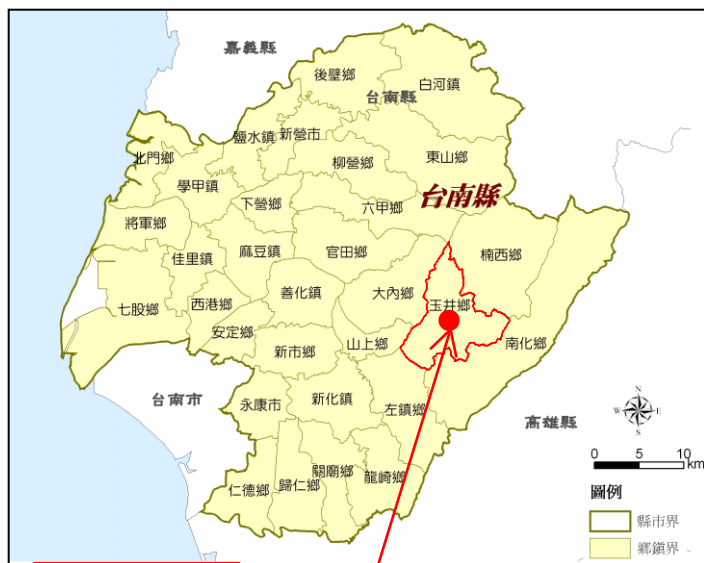 嘉義縣
後壁鄉
白河鎮
台南縣
鹽水鎮
新營市
北門鄉
柳營鄉
東山鄉
學甲鎮
下營鄉
六甲鄉
台南縣
將軍鄉
佳里鎮
麻豆鎮
官田鄉
楠西鄉
七股鄉
西港鄉
善化鎮
大內鄉
玉井鄉
安定鄉
新市鄉
山上鄉
南化鄉
台南市
永康市
新化鎮
左鎮鄉
高雄縣
仁德鄉
歸仁鄉
關廟鄉
龍崎鄉
N
W
E
S
0 5 10
km
圖例
縣市界
鄉鎮界